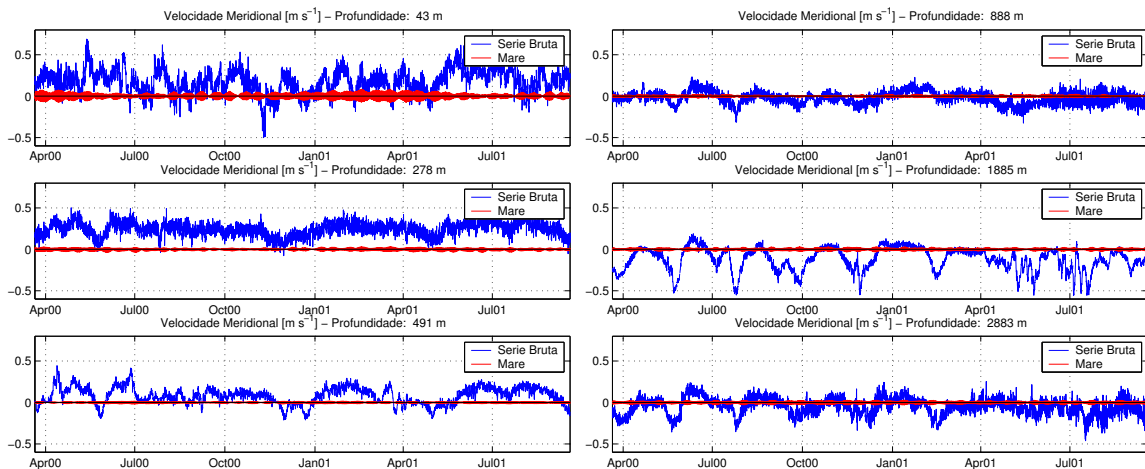 Velocidade Meridional [m s⁻¹] – Profundidade: 43 m
0.5
0
−0.5
Serie Bruta
Mare
Apr00 Jul00 Oct00 Jan01 Apr01 Jul01
Velocidade Meridional [m s⁻¹] – Profundidade: 278 m
0.5
0
−0.5
Serie Bruta
Mare
Apr00 Jul00 Oct00 Jan01 Apr01 Jul01
Velocidade Meridional [m s⁻¹] – Profundidade: 491 m
0.5
0
−0.5
Serie Bruta
Mare
Apr00 Jul00 Oct00 Jan01 Apr01 Jul01
Velocidade Meridional [m s⁻¹] – Profundidade: 888 m
0.5
0
−0.5
Serie Bruta
Mare
Apr00 Jul00 Oct00 Jan01 Apr01 Jul01
Velocidade Meridional [m s⁻¹] – Profundidade: 1885 m
0.5
0
−0.5
Serie Bruta
Mare
Apr00 Jul00 Oct00 Jan01 Apr01 Jul01
Velocidade Meridional [m s⁻¹] – Profundidade: 2883 m
0.5
0
−0.5
Serie Bruta
Mare
Apr00 Jul00 Oct00 Jan01 Apr01 Jul01